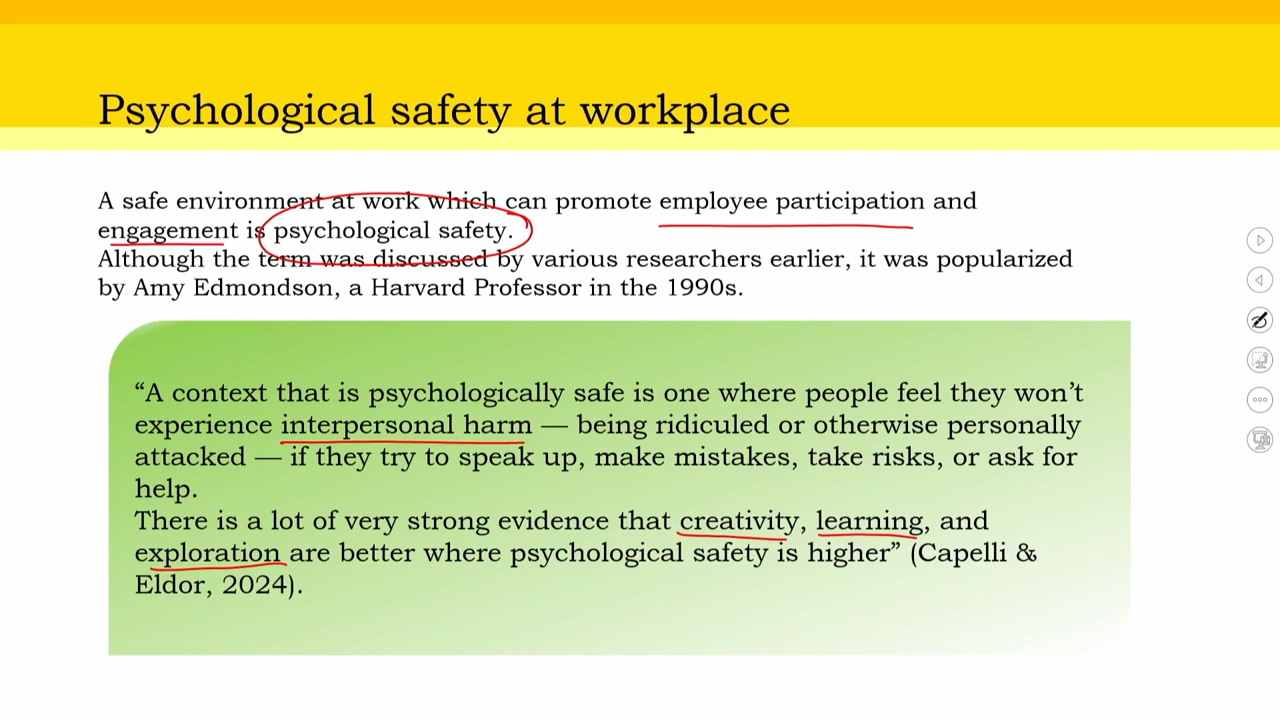 Psychological safety at workplace
A safe environment at work which can promote employee participation and
engagement is psychological safety.
Although the term was discussed by various researchers earlier, it was popularized
by Amy Edmondson, a Harvard Professor in the 1990s.
“A context that is psychologically safe is one where people feel they won’t
experience interpersonal harm — being ridiculed or otherwise personally
attacked — if they try to speak up, make mistakes, take risks, or ask for
help.
There is a lot of very strong evidence that creativity, learning, and
exploration are better where psychological safety is higher” (Capelli &
Eldor, 2024).